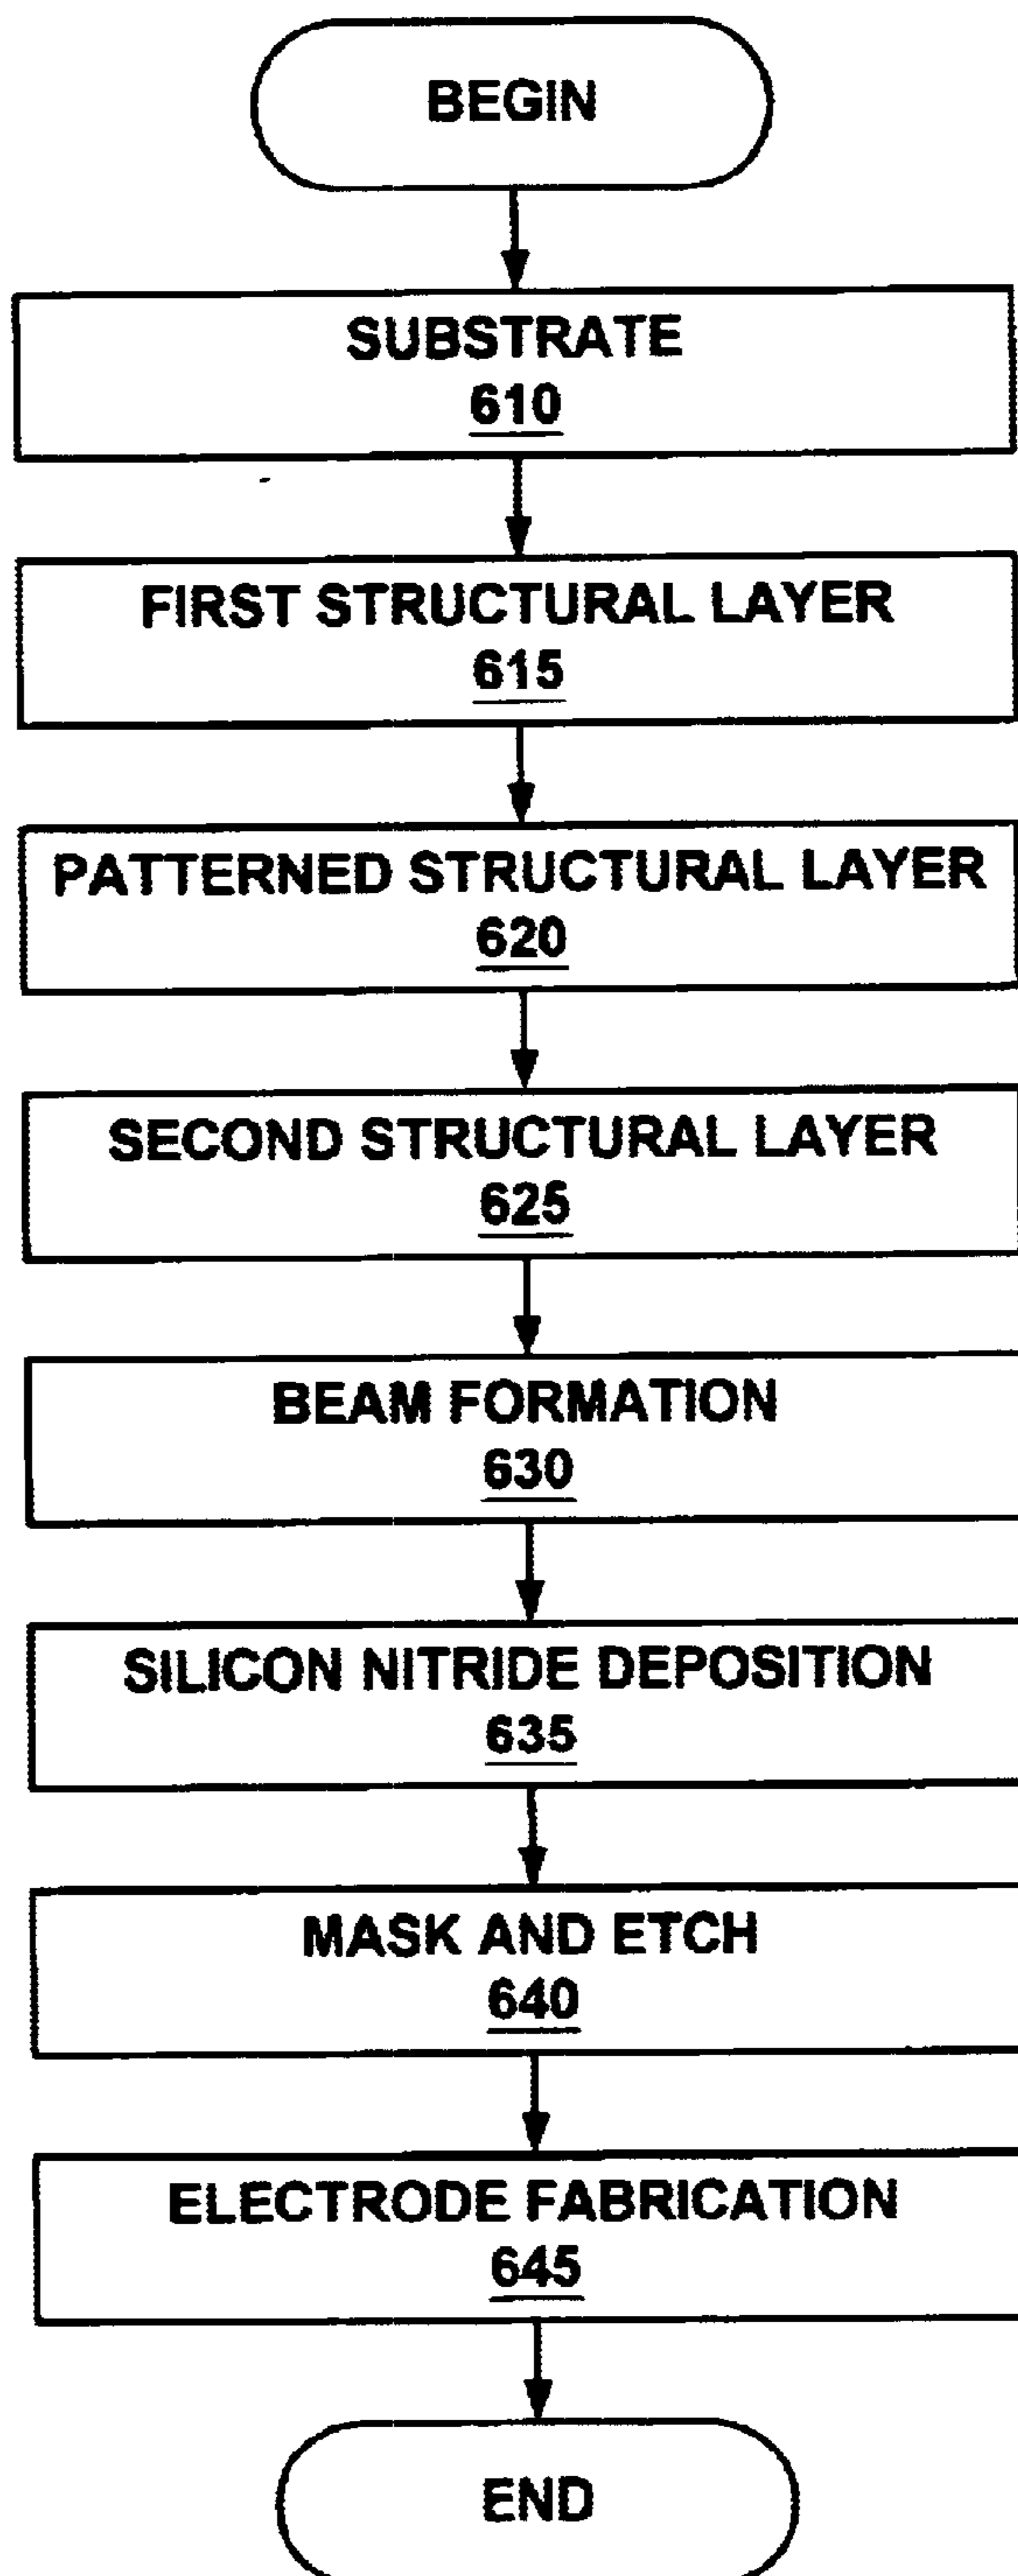 BEGIN
SUBSTRATE
610
FIRST STRUCTURAL LAYER
615
PATTERNED STRUCTURAL LAYER
620
SECOND STRUCTURAL LAYER
625
BEAM FORMATION
630
SILICON NITRIDE DEPOSITION
635
MASK AND ETCH
640
ELECTRODE FABRICATION
645
END